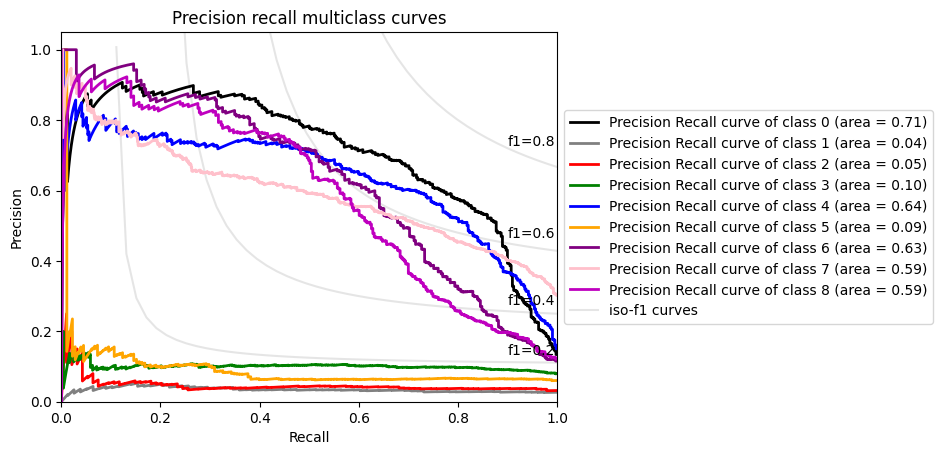 Precision recall multiclass curves
Precision
1.0
0.8
0.6
0.4
0.2
0.0
f1=0.8
f1=0.6
f1=0.4
f1=0.2
0.0 0.2 0.4 0.6 0.8 1.0
Recall
Precision Recall curve of class 0 (area = 0.71)
Precision Recall curve of class 1 (area = 0.04)
Precision Recall curve of class 2 (area = 0.05)
Precision Recall curve of class 3 (area = 0.10)
Precision Recall curve of class 4 (area = 0.64)
Precision Recall curve of class 5 (area = 0.09)
Precision Recall curve of class 6 (area = 0.63)
Precision Recall curve of class 7 (area = 0.59)
Precision Recall curve of class 8 (area = 0.59)
iso-f1 curves